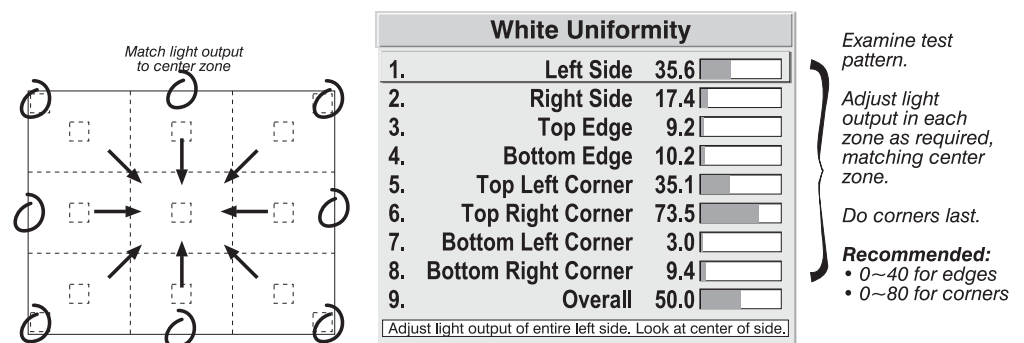 Match light output
to center zone
White Uniformity
1. Left Side 35.6
2. Right Side 17.4
3. Top Edge 9.2
4. Bottom Edge 10.2
5. Top Left Corner 35.1
6. Top Right Corner 73.5
7. Bottom Left Corner 3.0
8. Bottom Right Corner 9.4
9. Overall 50.0
Adjust light output of entire left side. Look at center of side.
Examine test
pattern.
Adjust light
output in each
zone as required,
matching center
zone.
Do corners last.
Recommended:
• 0~40 for edges
• 0~80 for corners